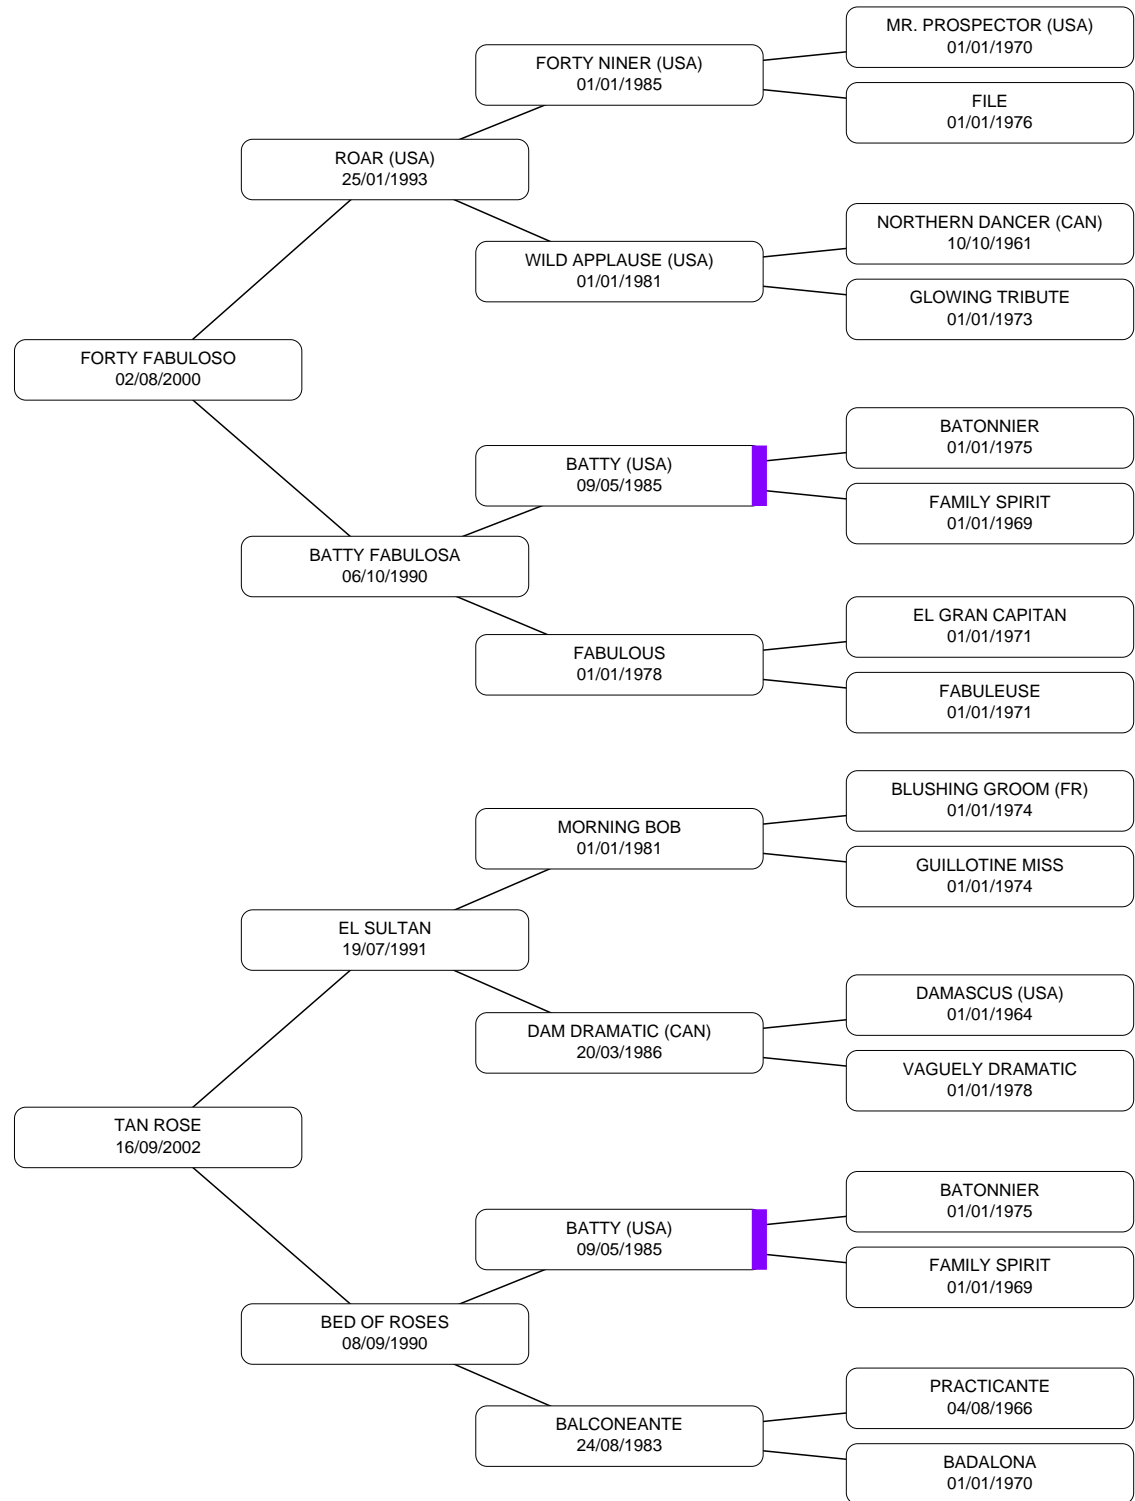 MR. PROSPECTOR (USA)
01/01/1970
FORTY NINER (USA)
01/01/1985
FILE
01/01/1976
ROAR (USA)
25/01/1993
NORTHERN DANCER (CAN)
10/10/1961
WILD APPLAUSE (USA)
01/01/1981
GLOWING TRIBUTE
01/01/1973
FORTY FABULOSO
02/08/2000
BATONNIER
01/01/1975
BATTY (USA)
09/05/1985
FAMILY SPIRIT
01/01/1969
BATTY FABULOSA
06/10/1990
EL GRAN CAPITAN
01/01/1971
FABULOUS
01/01/1978
FABULEUSE
01/01/1971
BLUSHING GROOM (FR)
01/01/1974
MORNING BOB
01/01/1981
GUILLOTINE MISS
01/01/1974
EL SULTAN
19/07/1991
DAMASCUS (USA)
01/01/1964
DAM DRAMATIC (CAN)
20/03/1986
VAGUELY DRAMATIC
01/01/1978
TAN ROSE
16/09/2002
BATONNIER
01/01/1975
BATTY (USA)
09/05/1985
FAMILY SPIRIT
01/01/1969
BED OF ROSES
08/09/1990
PRACTICANTE
04/08/1966
BALCONEANTE
24/08/1983
BADALONA
01/01/1970